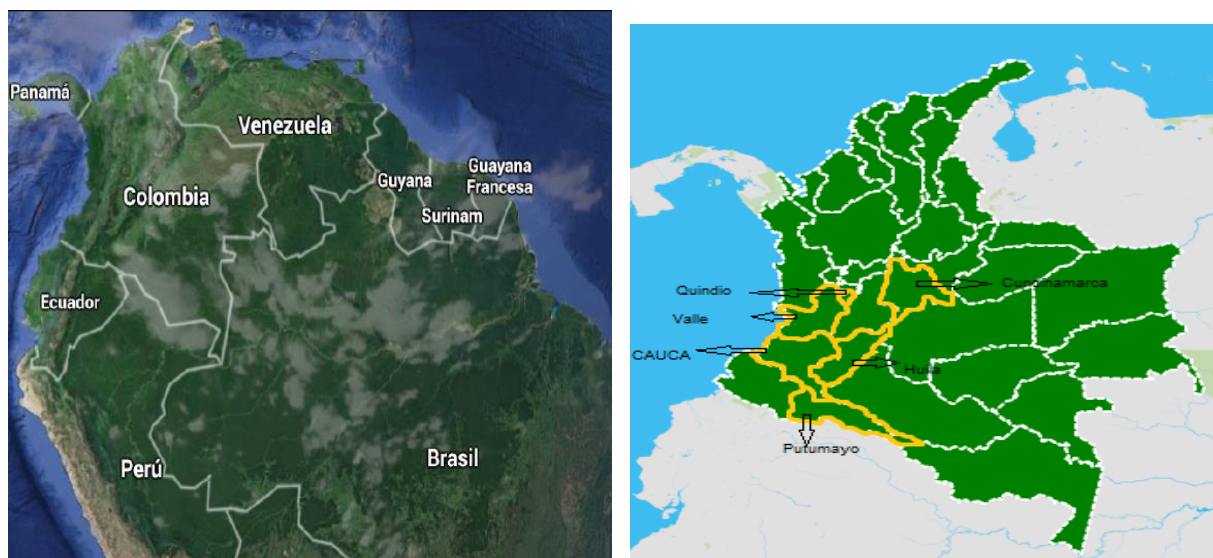 Panamá
Venezuela
Guyana
Guayana
Francesa
Surinam
Colombia
Ecuador
Perú
Brasil
Quindio
Cundinamarca
Valle
CAUCA
Huila
Putumayo